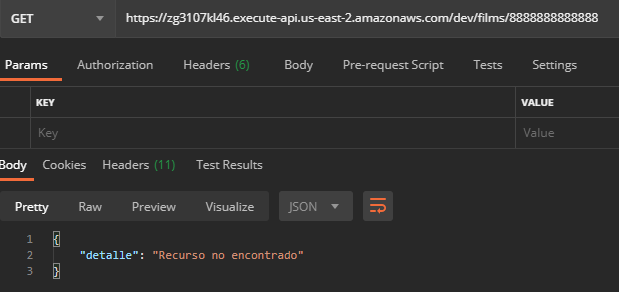 GET https://zg3107kl46.execute-api.us-east-2.amazonaws.com/dev/films/8888888888888
Params Authorization Headers (6) Body Pre-request Script Tests Settings
KEY VALUE
Key Value
Body Cookies Headers (11) Test Results
Pretty Raw Preview Visualize JSON
1 {
2 "detalle": "Recurso no encontrado"
3 }